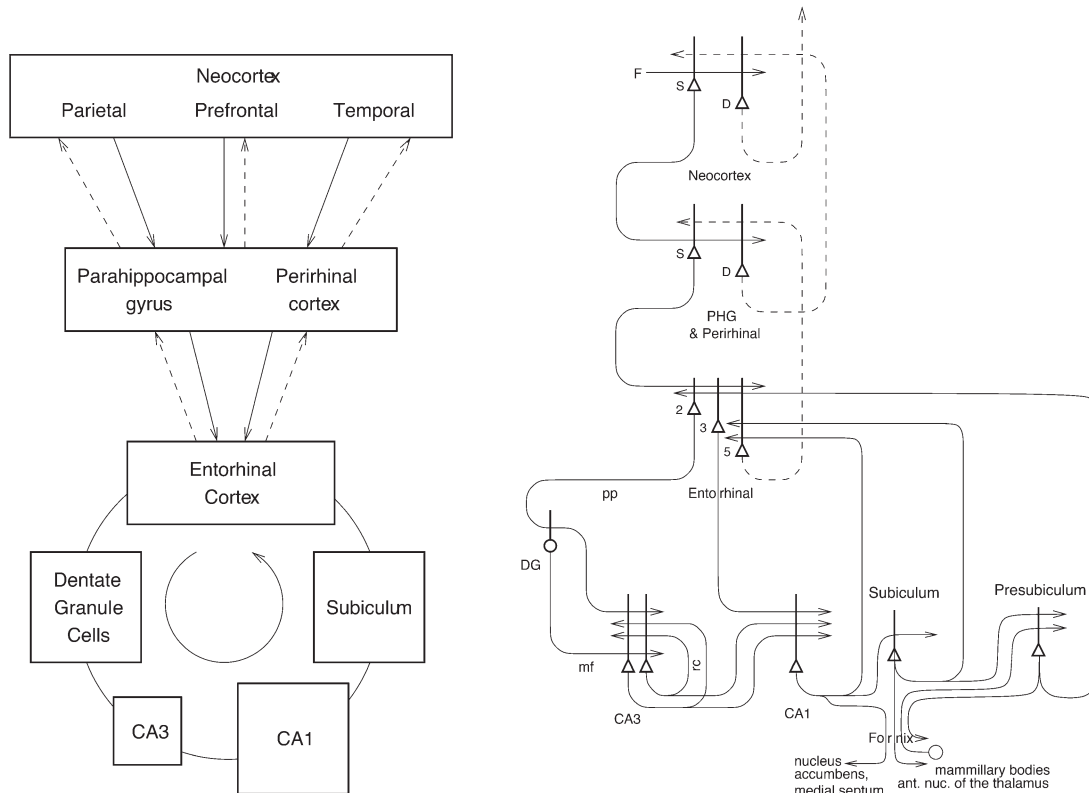 Neocortex
Parietal Prefrontal Temporal
Parahippocampal
gyrus
Perirhinal
cortex
Entorhinal
Cortex
Dentate
Granule
Cells
Subiculum
CA3
CA1
F
S
D
Neocortex
S
D
PHG
& Perirhinal
2
3
5
pp
Entorhinal
DG
mf
rc
CA3
CA1
Subiculum
Presubiculum
Fornix
nucleus
accumbens,
medial septum
mammillary bodies
ant. nuc. of the thalamus